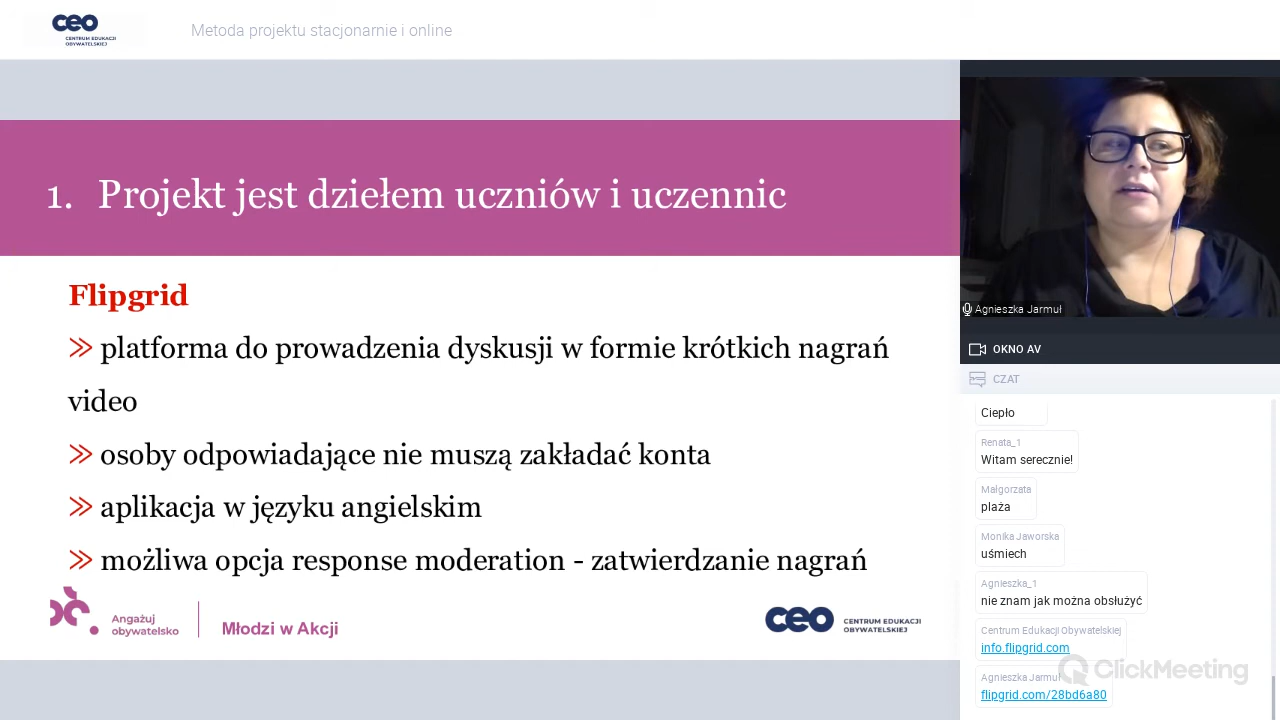 ceo
CENTRUM EDUKACJI
OBYWATELSKIEJ
Metoda projektu stacjonarnie i online
1. Projekt jest dziełem uczniów i uczennic
Flipgrid
platforma do prowadzenia dyskusji w formie krótkich nagrań
video
osoby odpowiadające nie muszą zakładać konta
aplikacja w języku angielskim
możliwa opcja response moderation - zatwierdzanie nagrań
Angażuj
obywatelsko
Młodzi w Akcji
ceo
CENTRUM EDUKACJI
OBYWATELSKIEJ
Agnieszka Jarmuł
OKNO AV
CZAT
Ciepło
Renata_1
Witam serecznie!
Małgorzata
plaża
Monika Jaworska
uśmiech
Agnieszka_1
nie znam jak można obsłużyć
Centrum Edukacji Obywatelskiej
info.flipgrid.com
Agnieszka Jarmuł
flipgrid.com/28bd6a80
ClickMeeting